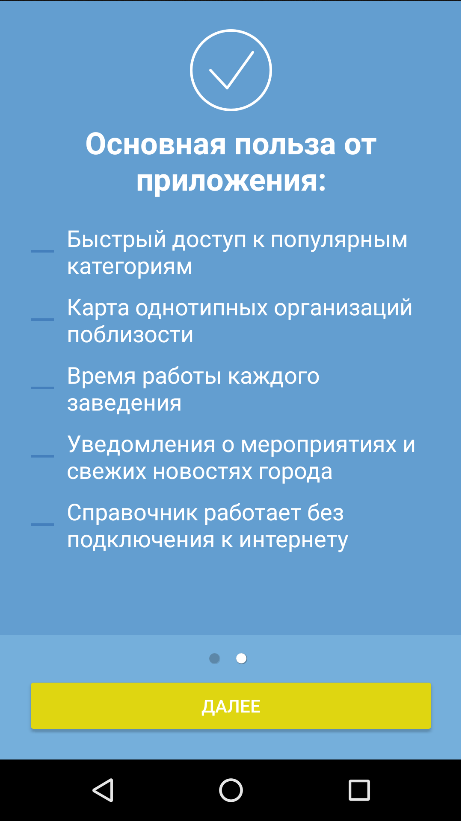 Основная польза от
приложения:
Быстрый доступ к популярным
категориям
Карта однотипных организаций
поблизости
Время работы каждого
заведения
Уведомления о мероприятиях и
свежих новостях города
Справочник работает без
подключения к интернету
ДАЛЕЕ